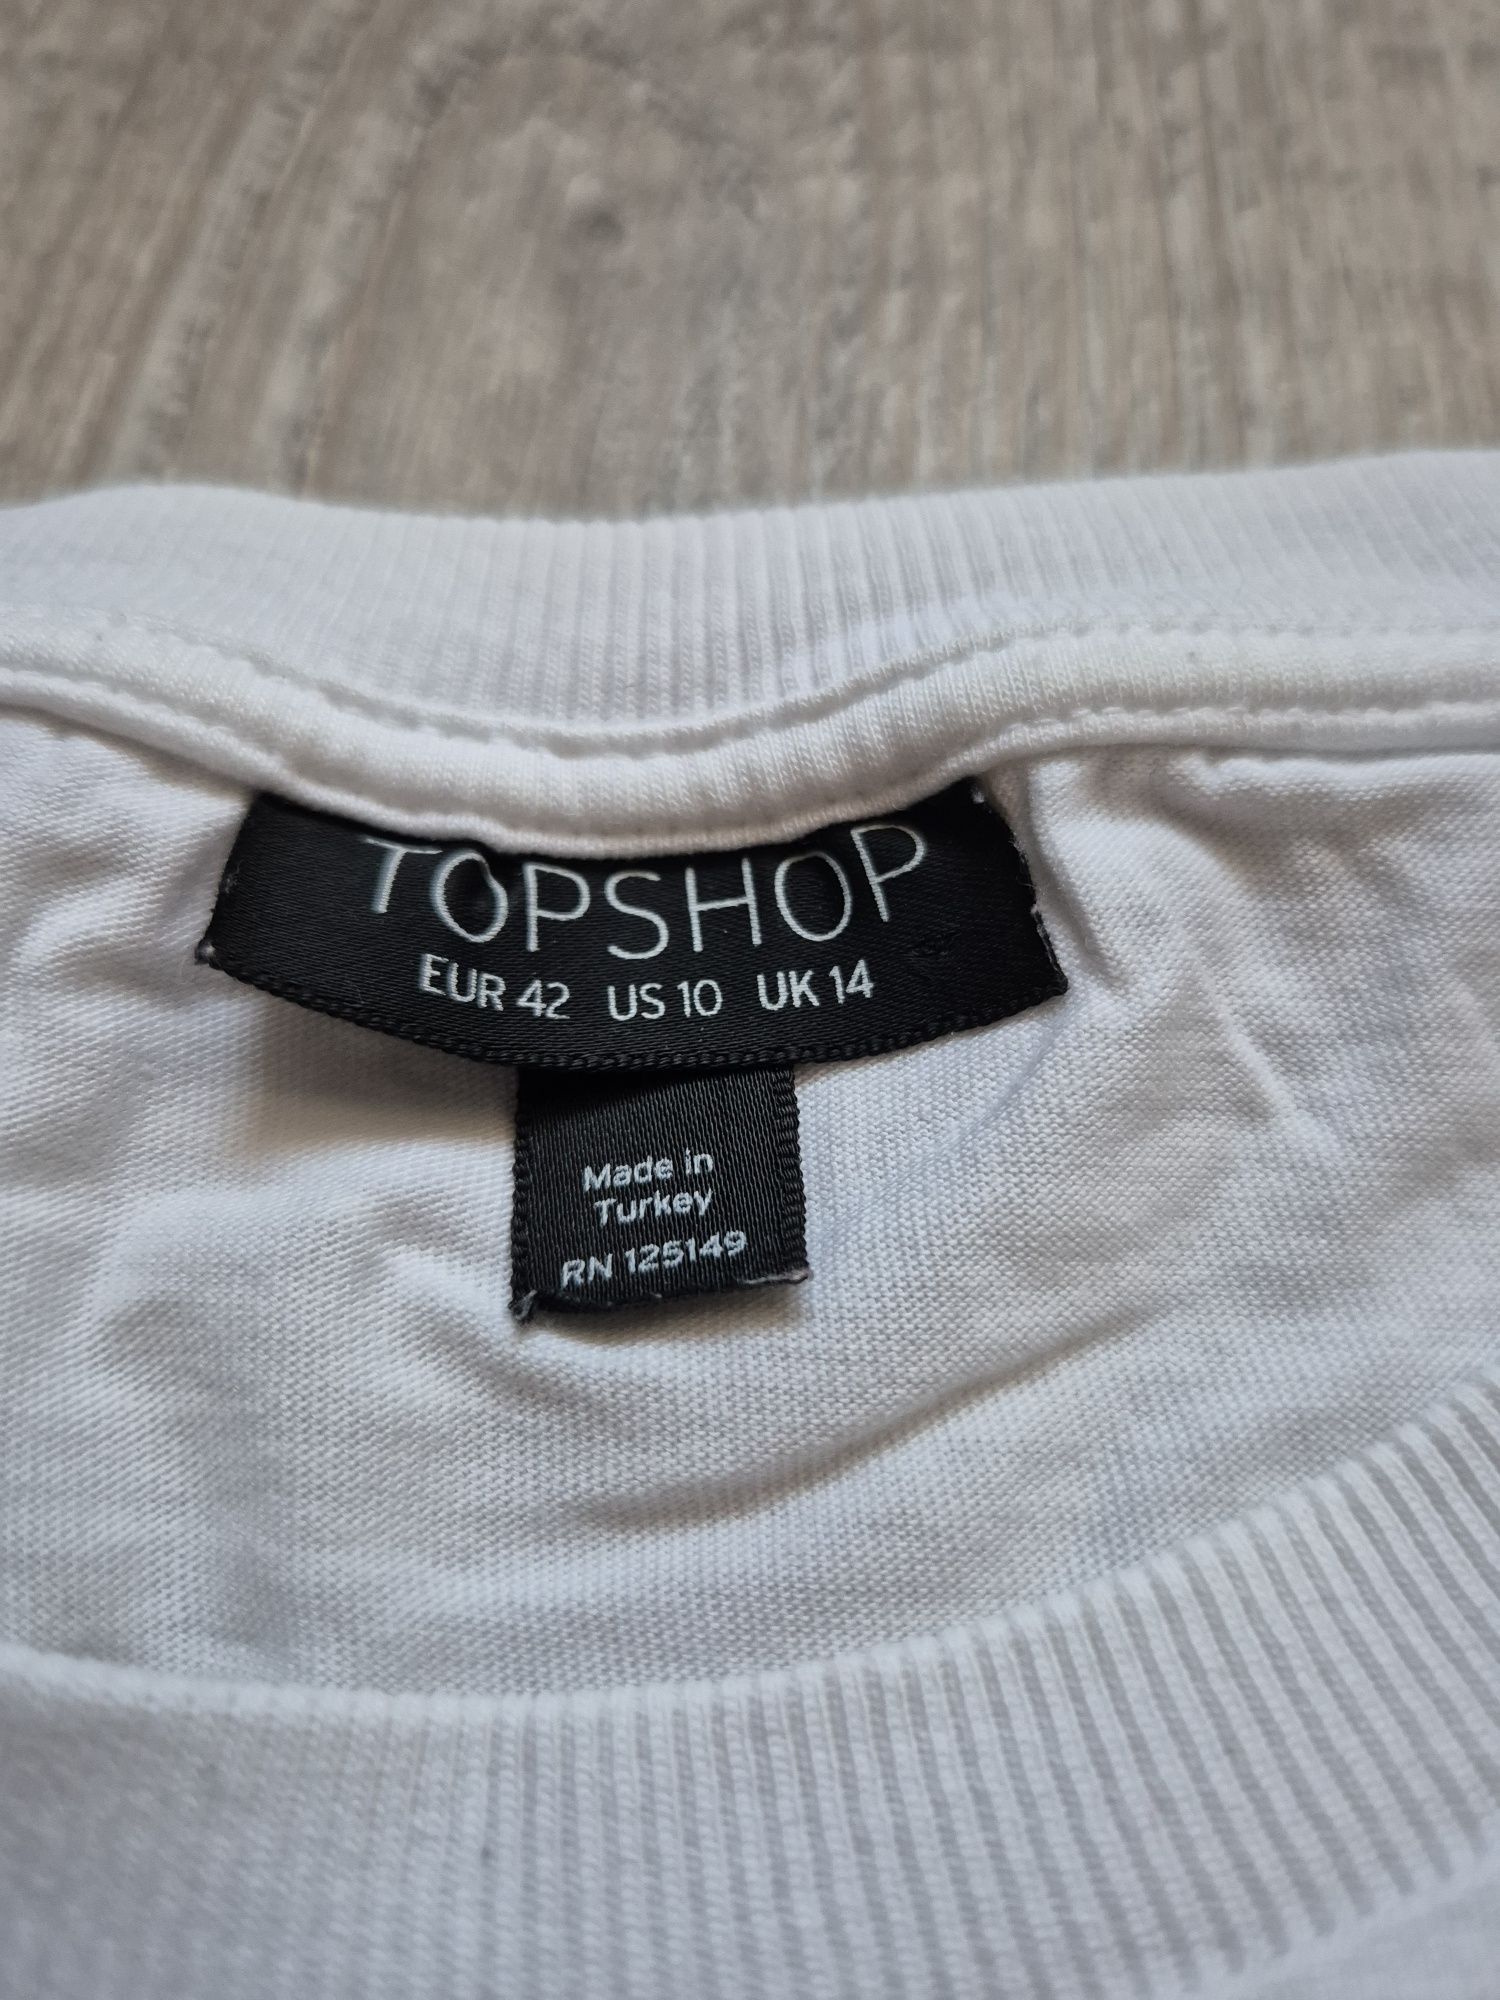 TOPSHOP
EUR 42 US 10 UK 14
Made in
Turkey
RN 125149